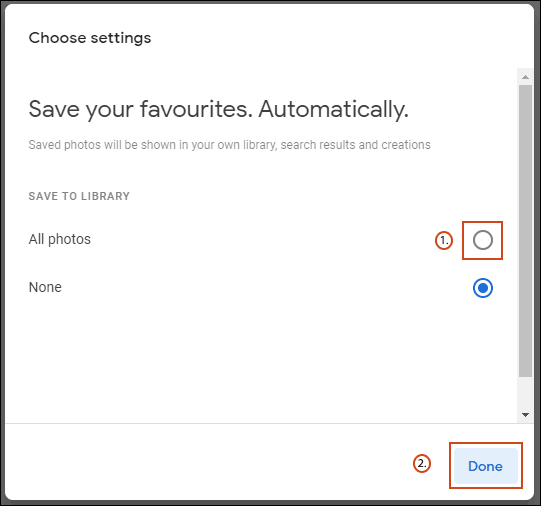 Choose settings
Save your favourites. Automatically.
Saved photos will be shown in your own library, search results and creations
SAVE TO LIBRARY
All photos 1.
None
2. Done